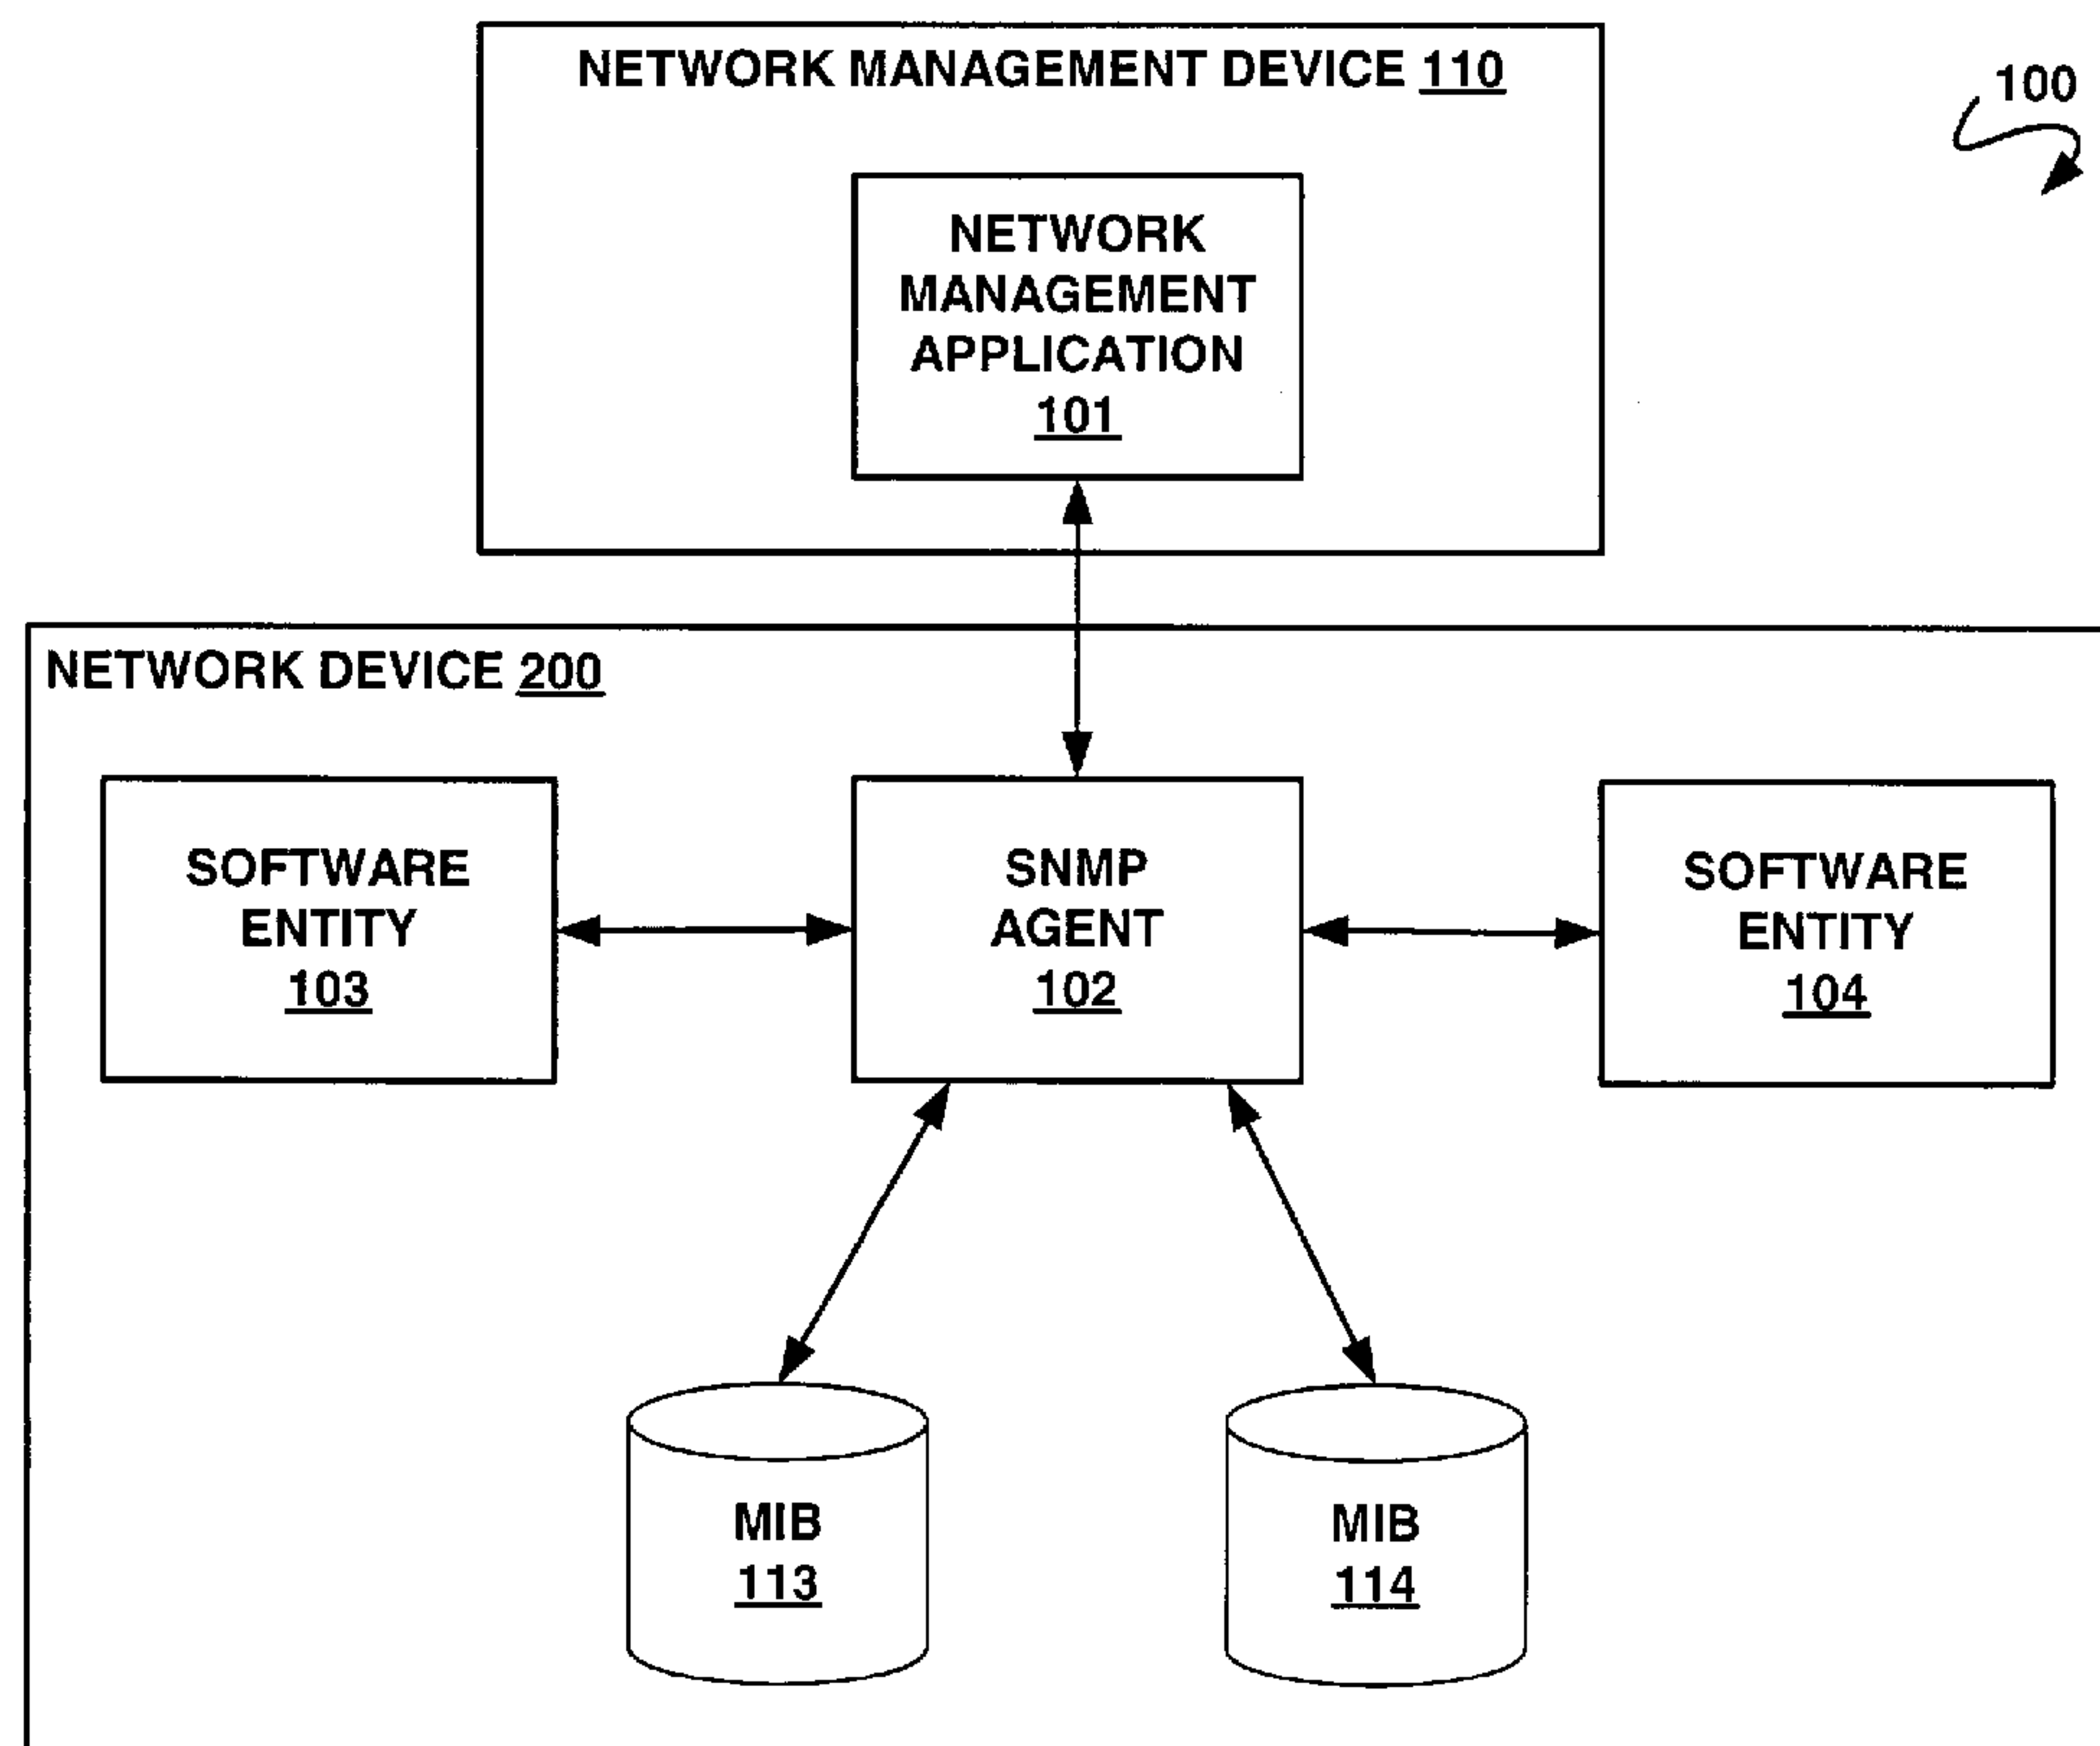 NETWORK MANAGEMENT DEVICE 110
100
NETWORK
MANAGEMENT
APPLICATION
101
NETWORK DEVICE 200
SOFTWARE
ENTITY
103
SNMP
AGENT
102
SOFTWARE
ENTITY
104
MIB
113
MIB
114